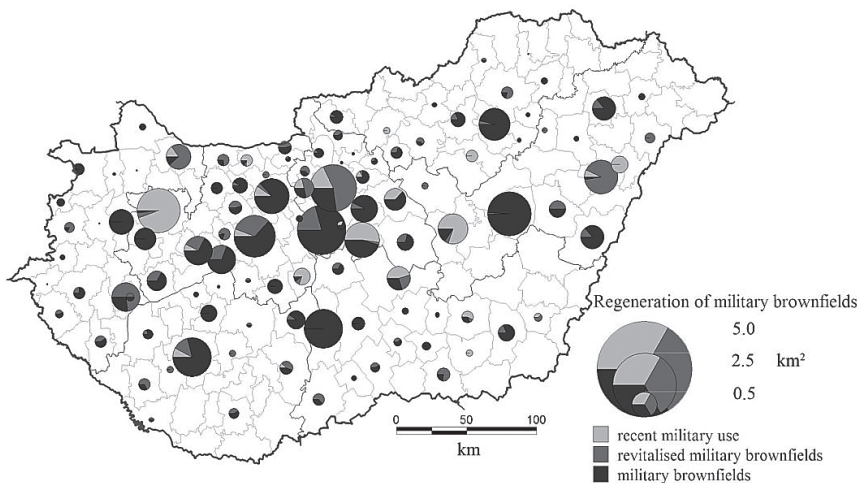 Regeneration of military brownfields
5.0
2.5 km²
0.5
recent military use
revitalised military brownfields
military brownfields
0 50 100
km